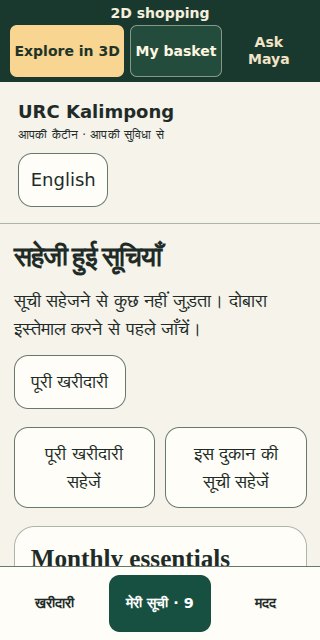 2D shopping
Explore in 3D
My basket
Ask
Maya
URC Kalimpong
आपकी कैटीन · आपकी सुविधा से
English
सहेजी हुई सूचियाँ
सूची सहेजने से कुछ नहीं जुड़ता। दोबारा
इस्तेमाल करने से पहले जाँचें।
पूरी खरीदारी
पूरी खरीदारी
सहेजें
इस दुकान की
सूची सहेजें
Monthly essentials
खरीदारी
मेरी सूची · 9
मदद